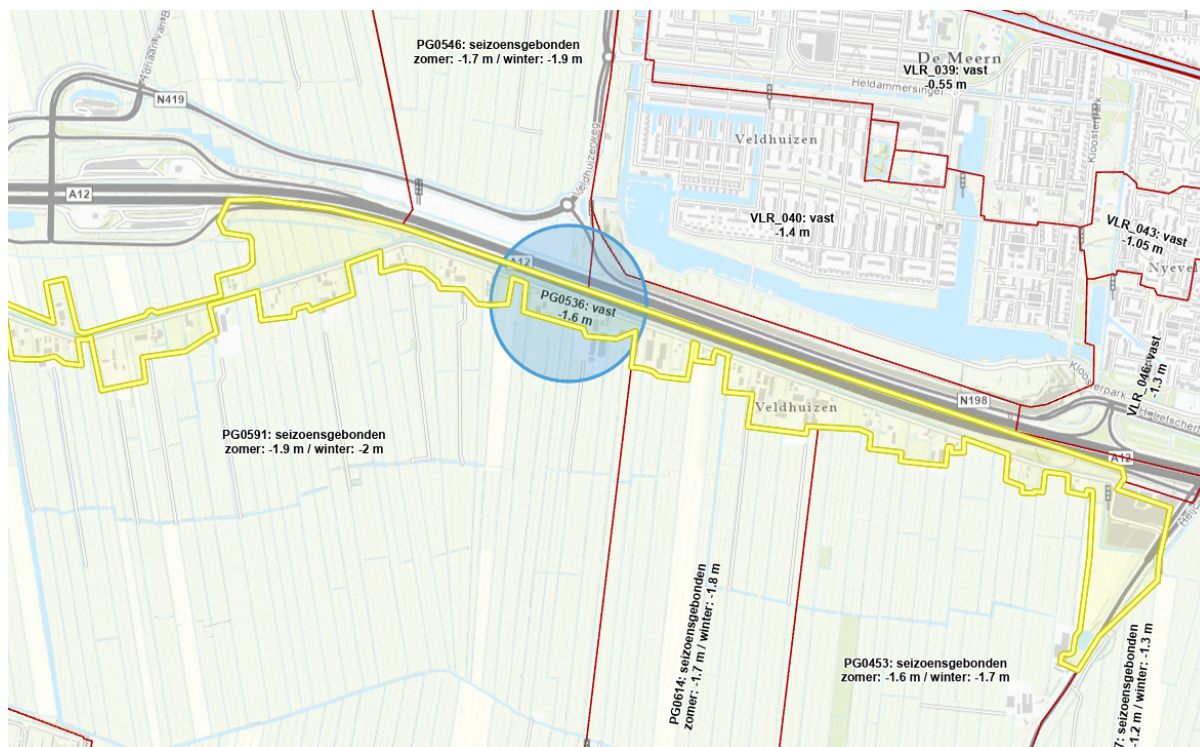 PG0546: seizoensgebonden
zomer: -1.7 m / winter: -1.9 m
De Meern
VLR_039: vast
-0.55 m
Heldammersingel
N419
Veldhuizerweg
Veldhuizen
Kloosterpark
A12
VLR_040: vast
-1.4 m
VLR_043: vast
-1.05 m
A12
PG0536: vast
-1.6 m
VLR_046: vast
-1.3 m
Kloosterpark
N198
Veldhuizen
PG0591: seizoensgebonden
zomer: -1.9 m / winter: -2 m
A12
PG0614: seizoensgebonden
zomer: -1.7 m / winter: -1.8 m
PG0453: seizoensgebonden
zomer: -1.6 m / winter: -1.7 m
7: seizoensgebonden
-1.2 m / winter: -1.3 m